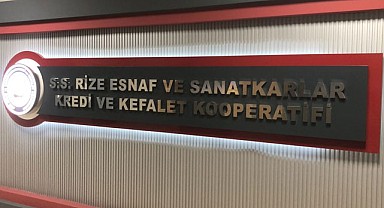 S.S. RİZE ESNAF VE SANATKARLAR
KREDİ VE KEFALET KOOPERATİFİ